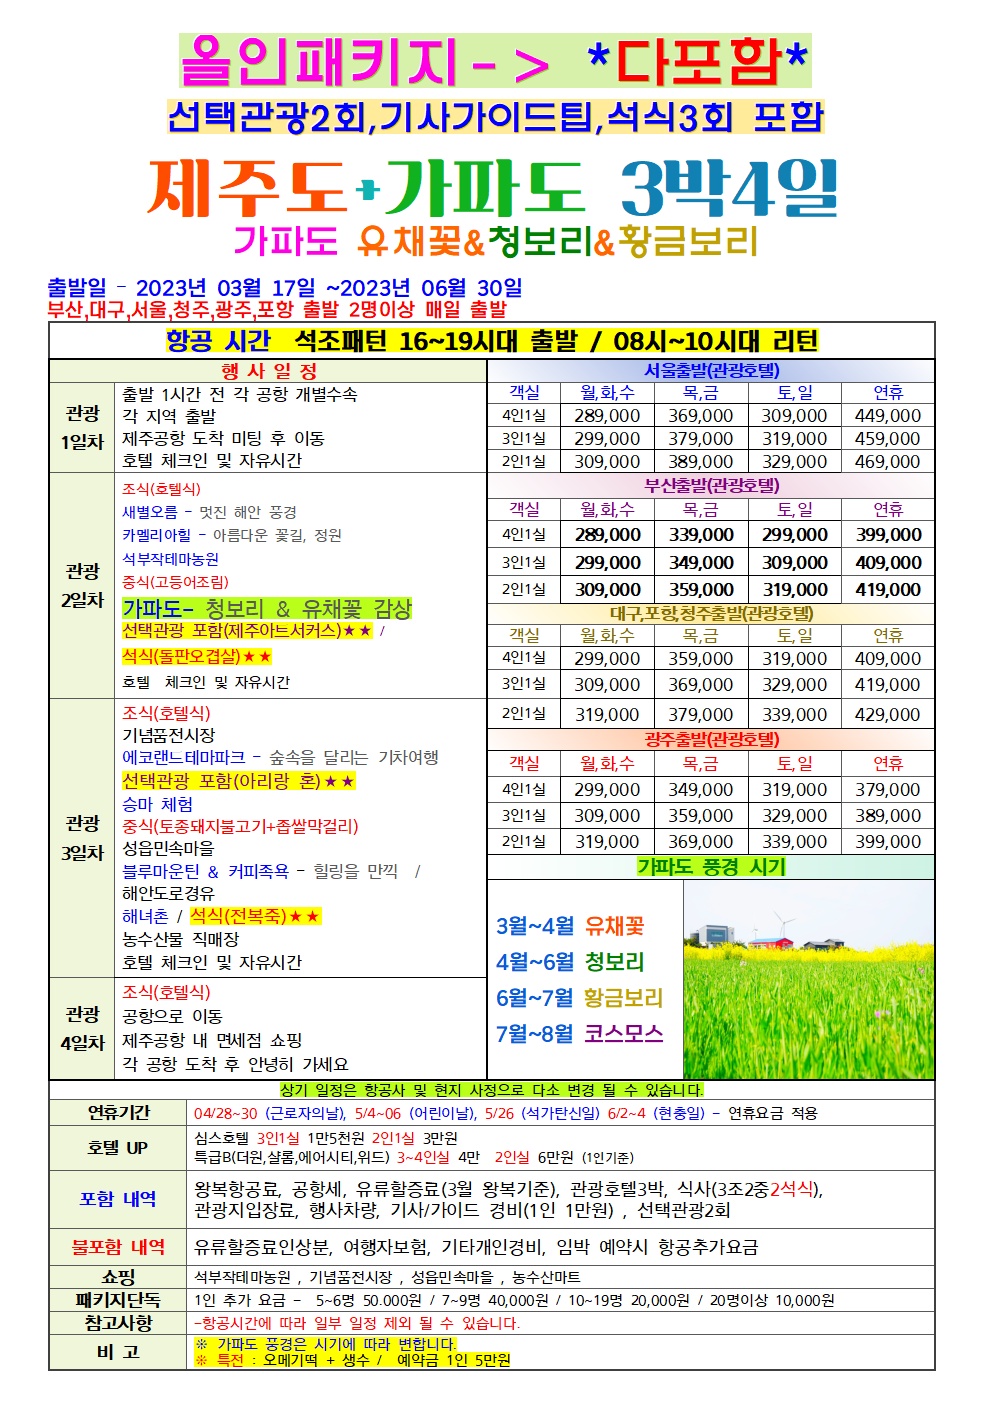 올인패키지-> *다포함*
선택관광2회,기사가이드팁,석식3회 포함
제주도+가파도 3박4일
가파도 유채꽃&청보리&황금보리
출발일 - 2023년 03월 17일 ~2023년 06월 30일
부산,대구,서울,청주,광주,포항 출발 2명이상 매일 출발
항공 시간 석조패턴 16~19시대 출발 / 08시~10시대 리턴
행 사 일 정
관광
1일차
출발 1시간 전 각 공항 개별수속
각 지역 출발
제주공항 도착 미팅 후 이동
호텔 체크인 및 자유시간
관광
2일차
조식(호텔식)
새별오름 - 멋진 해안 풍경
카멜리아힐 - 아름다운 꽃길, 정원
석부작테마농원
중식(고등어조림)
가파도- 청보리 & 유채꽃 감상
선택관광 포함(제주아트서커스)★★ /
석식(돌판오겹살)★★
호텔 체크인 및 자유시간
관광
3일차
조식(호텔식)
기념품전시장
에코랜드테마파크 - 숲속을 달리는 기차여행
선택관광 포함(아리랑 혼)★★
승마 체험
중식(토종돼지불고기+좁쌀막걸리)
성읍민속마을
블루마운틴 & 커피족욕 - 힐링을 만끽 /
해안도로경유
해녀촌 / 석식(전복죽)★★
농수산물 직매장
호텔 체크인 및 자유시간
관광
4일차
조식(호텔식)
공항으로 이동
제주공항 내 면세점 쇼핑
각 공항 도착 후 안녕히 가세요
서울출발(관광호텔)
객실 월,화,수 목,금 토,일 연휴
4인1실 289,000 369,000 309,000 449,000
3인1실 299,000 379,000 319,000 459,000
2인1실 309,000 389,000 329,000 469,000
부산출발(관광호텔)
객실 월,화,수 목,금 토,일 연휴
4인1실 289,000 339,000 299,000 399,000
3인1실 299,000 349,000 309,000 409,000
2인1실 309,000 359,000 319,000 419,000
대구,포항,청주출발(관광호텔)
객실 월,화,수 목,금 토,일 연휴
4인1실 299,000 359,000 319,000 409,000
3인1실 309,000 369,000 329,000 419,000
2인1실 319,000 379,000 339,000 429,000
광주출발(관광호텔)
객실 월,화,수 목,금 토,일 연휴
4인1실 299,000 349,000 319,000 379,000
3인1실 309,000 359,000 329,000 389,000
2인1실 319,000 369,000 339,000 399,000
가파도 풍경 시기
3월~4월 유채꽃
4월~6월 청보리
6월~7월 황금보리
7월~8월 코스모스
상기 일정은 항공사 및 현지 사정으로 다소 변경 될 수 있습니다.
연휴기간 04/28~30 (근로자의날), 5/4~06 (어린이날), 5/26 (석가탄신일) 6/2~4 (현충일) - 연휴요금 적용
호텔 UP
심스호텔 3인1실 1만5천원 2인1실 3만원
특급B(더원,샬롬,에어시티,위드) 3~4인실 4만 2인실 6만원 (1인기준)
포함 내역
왕복항공료, 공항세, 유류할증료(3월 왕복기준), 관광호텔3박, 식사(3조2중2석식),
관광지입장료, 행사차량, 기사/가이드 경비(1인 1만원) , 선택관광2회
불포함 내역 유류할증료인상분, 여행자보험, 기타개인경비, 임박 예약시 항공추가요금
쇼핑 석부작테마농원 , 기념품전시장 , 성읍민속마을 , 농수산마트
패키지단독 1인 추가 요금 - 5~6명 50.000원 / 7~9명 40,000원 / 10~19명 20,000원 / 20명이상 10,000원
참고사항 -항공시간에 따라 일부 일정 제외 될 수 있습니다.
비 고
※ 가파도 풍경은 시기에 따라 변합니다.
※ 특전 : 오메기떡 + 생수 / 예약금 1인 5만원